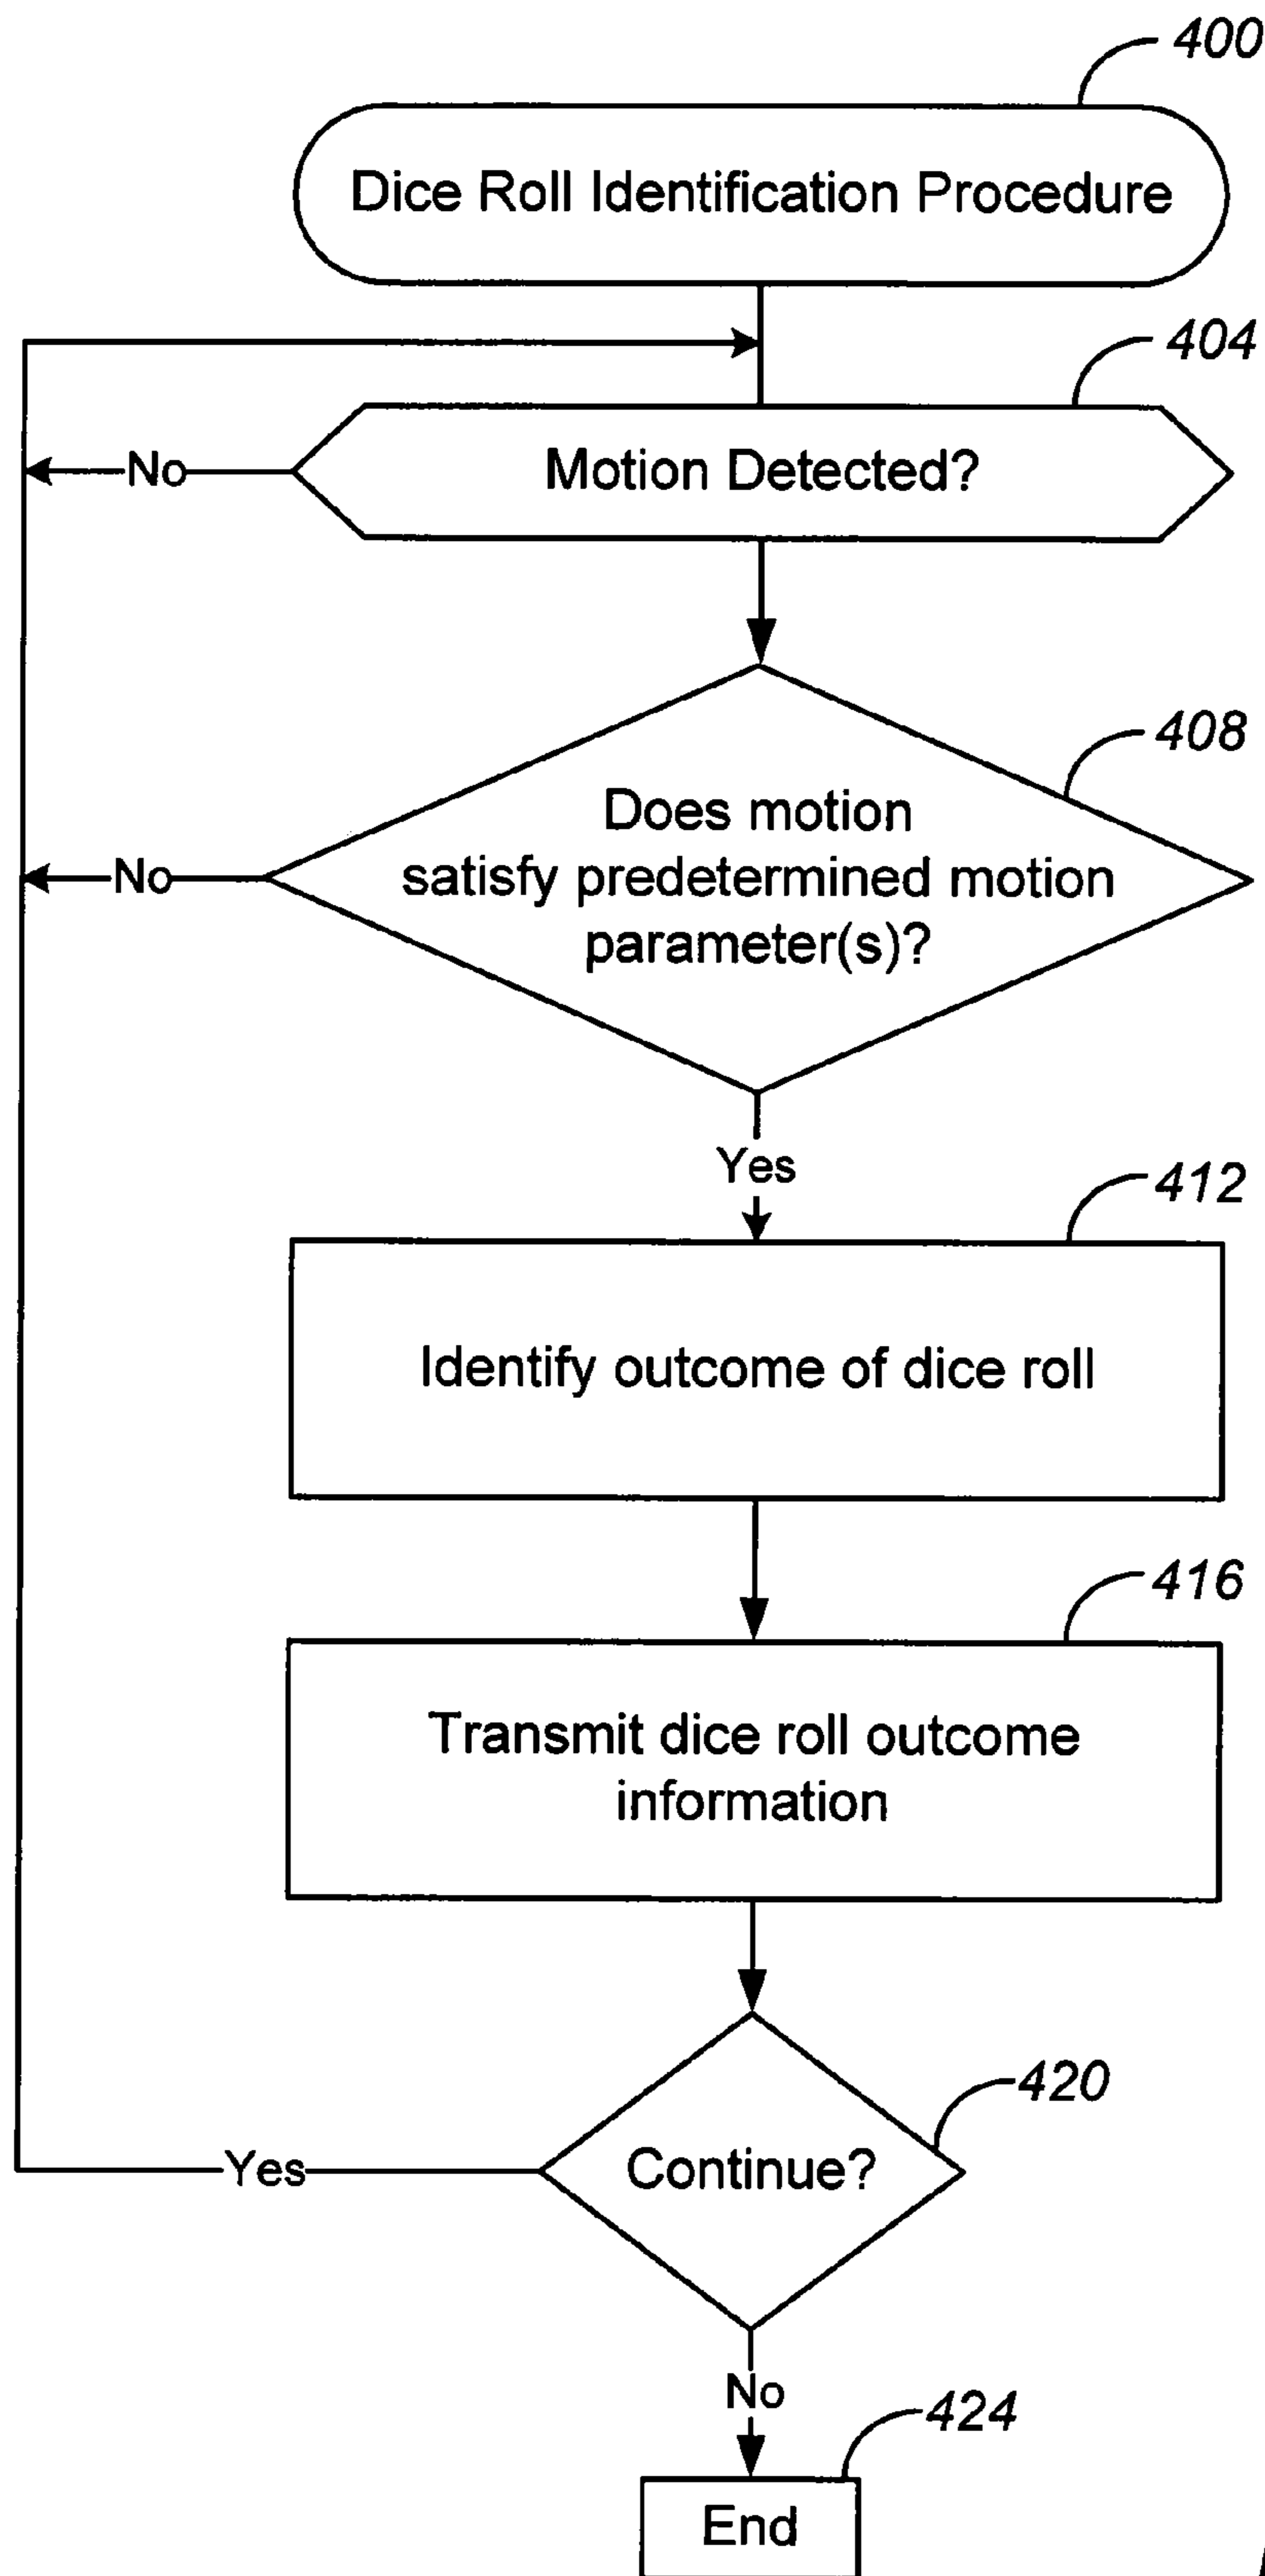 400
Dice Roll Identification Procedure
404
Motion Detected?
No
408
Does motion
satisfy predetermined motion
parameter(s)?
No
Yes
412
Identify outcome of dice roll
416
Transmit dice roll outcome
information
420
Continue?
Yes
No
424
End